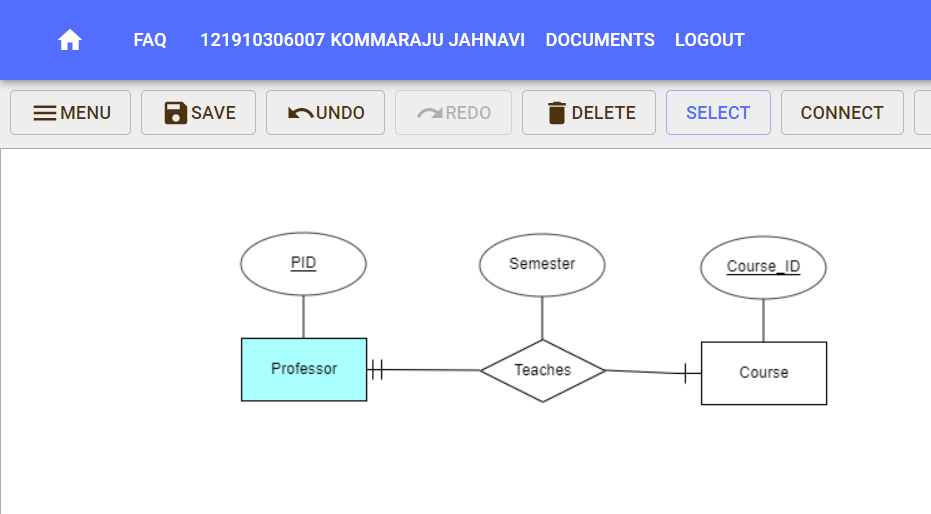 FAQ 121910306007 KOMMARAJU JAHNAVI DOCUMENTS LOGOUT
MENU SAVE UNDO REDO DELETE SELECT CONNECT
PID Semester Course_ID
Professor Teaches Course